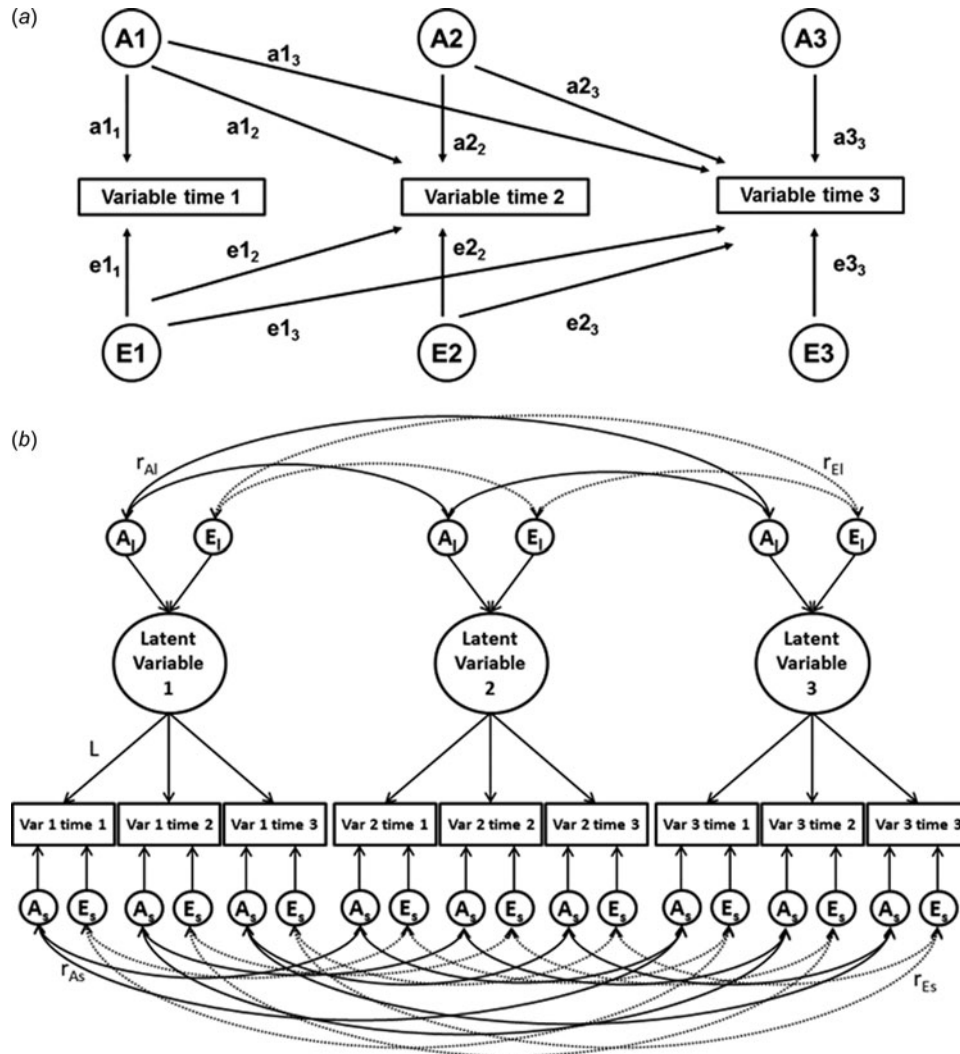 (a)
A1 A2 A3
a1₃
a2₃
a1₁ a1₂ a2₂ a3₃
Variable time 1 Variable time 2 Variable time 3
e1₁ e1₂ e2₂ e3₃
e1₃ e2₃
E1 E2 E3
(b)
r_Al r_El
A_l E_l A_l E_l A_l E_l
Latent Variable 1
Latent Variable 2
Latent Variable 3
L
Var 1 time 1 Var 1 time 2 Var 1 time 3 Var 2 time 1 Var 2 time 2 Var 2 time 3 Var 3 time 1 Var 3 time 2 Var 3 time 3
A_s E_s A_s E_s A_s E_s A_s E_s A_s E_s A_s E_s A_s E_s A_s E_s A_s E_s
r_As r_Es